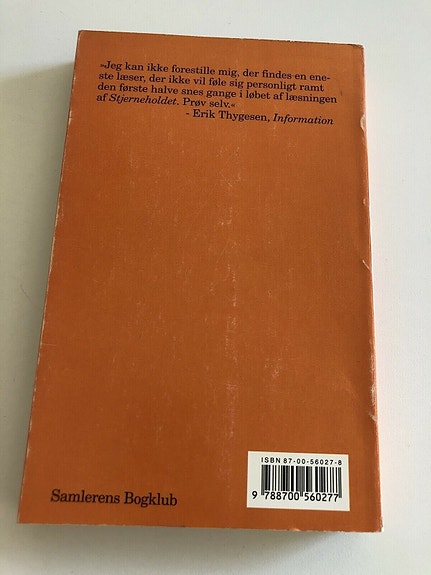 »Jeg kan ikke forestille mig, der findes en ene-
ste læser, der ikke vil føle sig personligt ramt
den første halve snes gange i løbet af læsningen
af Stjerneholdet. Prøv selv.«
- Erik Thygesen, Information
ISBN 87-00-56027-8
9 788700 560277
Samlerens Bogklub